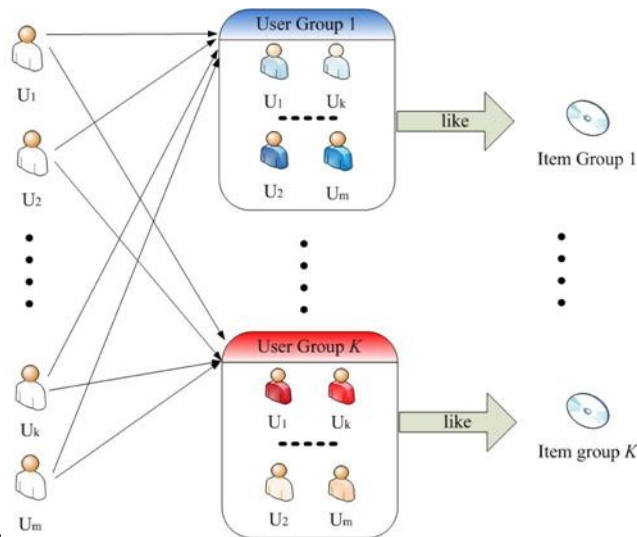 User Group 1
U1
U1 Uk
like
U2
U2 Um
Item Group 1
User Group K
Uk
U1 Uk
like
Um
U2 Um
Item group K